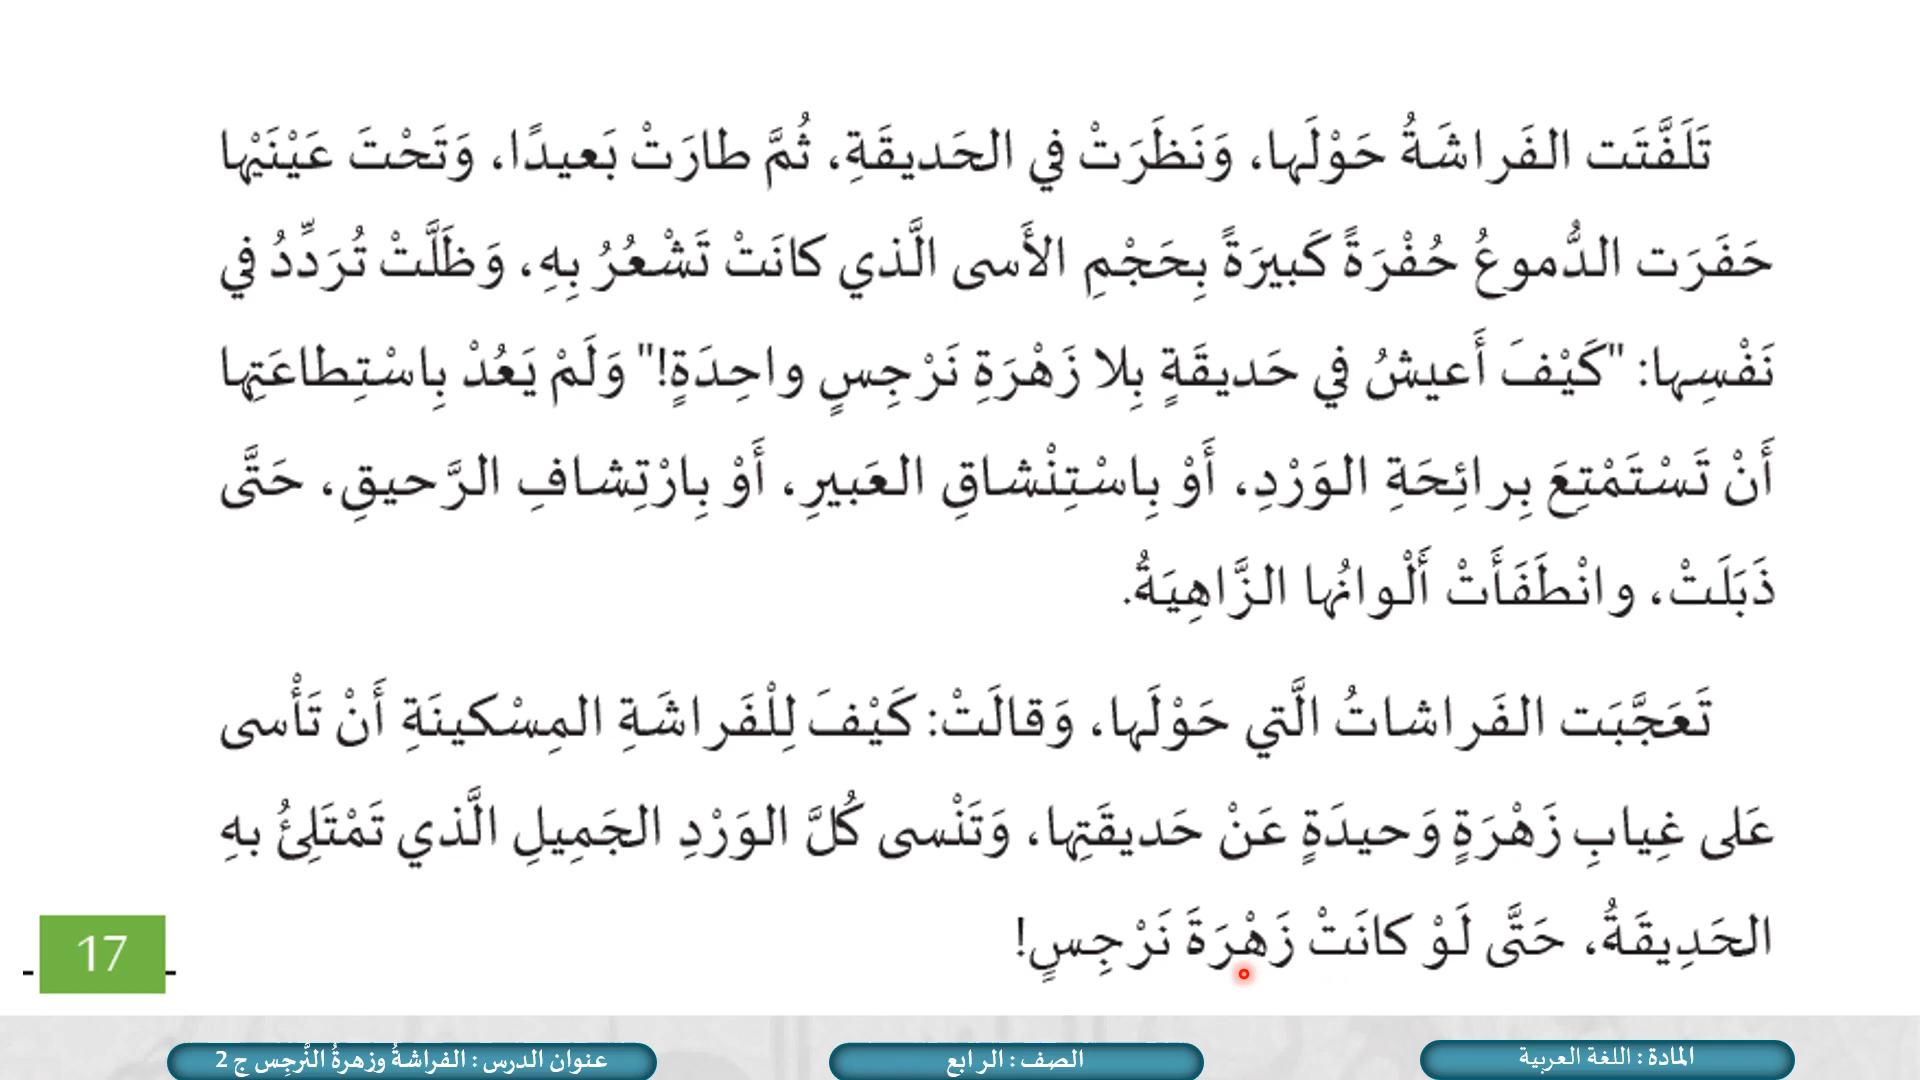 تَلَفَّتَت الفَراشَةُ حَوْلَها، وَنَظَرَتْ في الحَديقَةِ، ثُمَّ طارَتْ بَعيدًا، وَتَحْتَ عَيْنَيْها
حَفَرَت الدُّموعُ حُفْرَةً كَبيرَةً بِحَجْمِ الأَسى الَّذي كانَتْ تَشْعُرُ بِهِ، وَظَلَّتْ تُرَدِّدُ في
نَفْسِها: "كَيْفَ أَعيشُ في حَديقَةٍ بِلا زَهْرَةِ نَرْجِسٍ واحِدَةٍ!" وَلَمْ يَعُدْ بِاسْتِطاعَتِها
أَنْ تَسْتَمْتِعَ بِرائِحَةِ الوَرْدِ، أَوْ بِاسْتِنْشاقِ العَبيرِ، أَوْ بِارْتِشافِ الرَّحيقِ، حَتَّى
ذَبَلَتْ، وانْطَفَأَتْ أَلْوانُها الزَّاهِيَةُ.
تَعَجَّبَت الفَراشاتُ الَّتي حَوْلَها، وَقالَتْ: كَيْفَ لِلْفَراشَةِ المِسْكينَةِ أَنْ تَأْسى
عَلى غِيابِ زَهْرَةٍ وَحيدَةٍ عَنْ حَديقَتِها، وَتَنْسى كُلَّ الوَرْدِ الجَمِيلِ الَّذي تَمْتَلِئُ بهِ
الحَدِيقَةُ، حَتَّى لَوْ كانَتْ زَهْرَةَ نَرْجِسٍ!
17
المادة : اللغة العربية
الصف : الرابع
عنوان الدرس : الفراشةُ وزهرةُ النَّرجِس ج 2